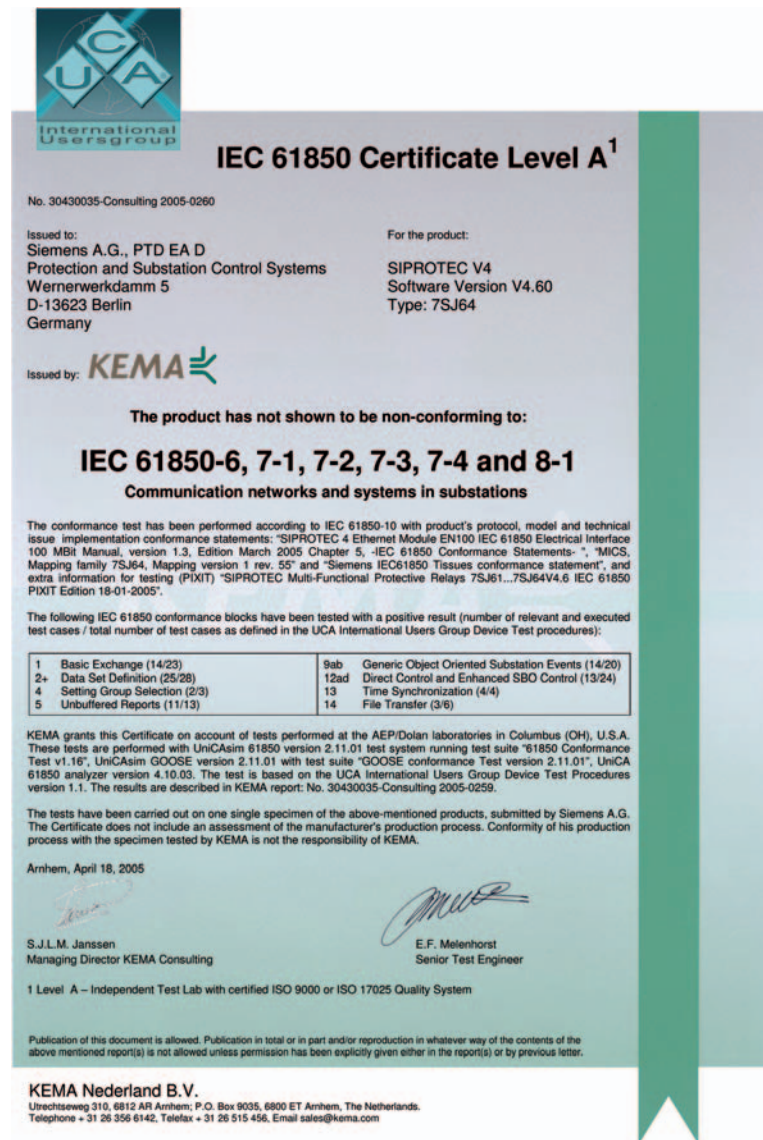 UCA
International
Usersgroup
IEC 61850 Certificate Level A¹
No. 30430035-Consulting 2005-0260
Issued to:
Siemens A.G., PTD EA D
Protection and Substation Control Systems
Wernerwerkdamm 5
D-13623 Berlin
Germany
For the product:
SIPROTEC V4
Software Version V4.60
Type: 7SJ64
Issued by: KEMA
The product has not shown to be non-conforming to:
IEC 61850-6, 7-1, 7-2, 7-3, 7-4 and 8-1
Communication networks and systems in substations
The conformance test has been performed according to IEC 61850-10 with product's protocol, model and technical
issue implementation conformance statements: "SIPROTEC 4 Ethernet Module EN100 IEC 61850 Electrical Interface
100 MBit Manual, version 1.3, Edition March 2005 Chapter 5, -IEC 61850 Conformance Statements- ", "MICS,
Mapping family 7SJ64, Mapping version 1 rev. 55" and "Siemens IEC61850 Tissues conformance statement", and
extra information for testing (PIXIT) "SIPROTEC Multi-Functional Protective Relays 7SJ61...7SJ64V4.6 IEC 61850
PIXIT Edition 18-01-2005".
The following IEC 61850 conformance blocks have been tested with a positive result (number of relevant and executed
test cases / total number of test cases as defined in the UCA International Users Group Device Test procedures):
1 Basic Exchange (14/23)
2+ Data Set Definition (25/28)
4 Setting Group Selection (2/3)
5 Unbuffered Reports (11/13)
9ab Generic Object Oriented Substation Events (14/20)
12ad Direct Control and Enhanced SBO Control (13/24)
13 Time Synchronization (4/4)
14 File Transfer (3/6)
KEMA grants this Certificate on account of tests performed at the AEP/Dolan laboratories in Columbus (OH), U.S.A.
These tests are performed with UniCAsim 61850 version 2.11.01 test system running test suite "61850 Conformance
Test v1.16", UniCAsim GOOSE version 2.11.01 with test suite "GOOSE conformance Test version 2.11.01", UniCA
61850 analyzer version 4.10.03. The test is based on the UCA International Users Group Device Test Procedures
version 1.1. The results are described in KEMA report: No. 30430035-Consulting 2005-0259.
The tests have been carried out on one single specimen of the above-mentioned products, submitted by Siemens A.G.
The Certificate does not include an assessment of the manufacturer's production process. Conformity of his production
process with the specimen tested by KEMA is not the responsibility of KEMA.
Arnhem, April 18, 2005
S.J.L.M. Janssen
Managing Director KEMA Consulting
E.F. Melenhorst
Senior Test Engineer
1 Level A – Independent Test Lab with certified ISO 9000 or ISO 17025 Quality System
Publication of this document is allowed. Publication in total or in part and/or reproduction in whatever way of the contents of the
above mentioned report(s) is not allowed unless permission has been explicitly given either in the report(s) or by previous letter.
KEMA Nederland B.V.
Utrechtseweg 310, 6812 AR Arnhem; P.O. Box 9035, 6800 ET Arnhem, The Netherlands.
Telephone + 31 26 356 6142, Telefax + 31 26 515 456, Email sales@kema.com